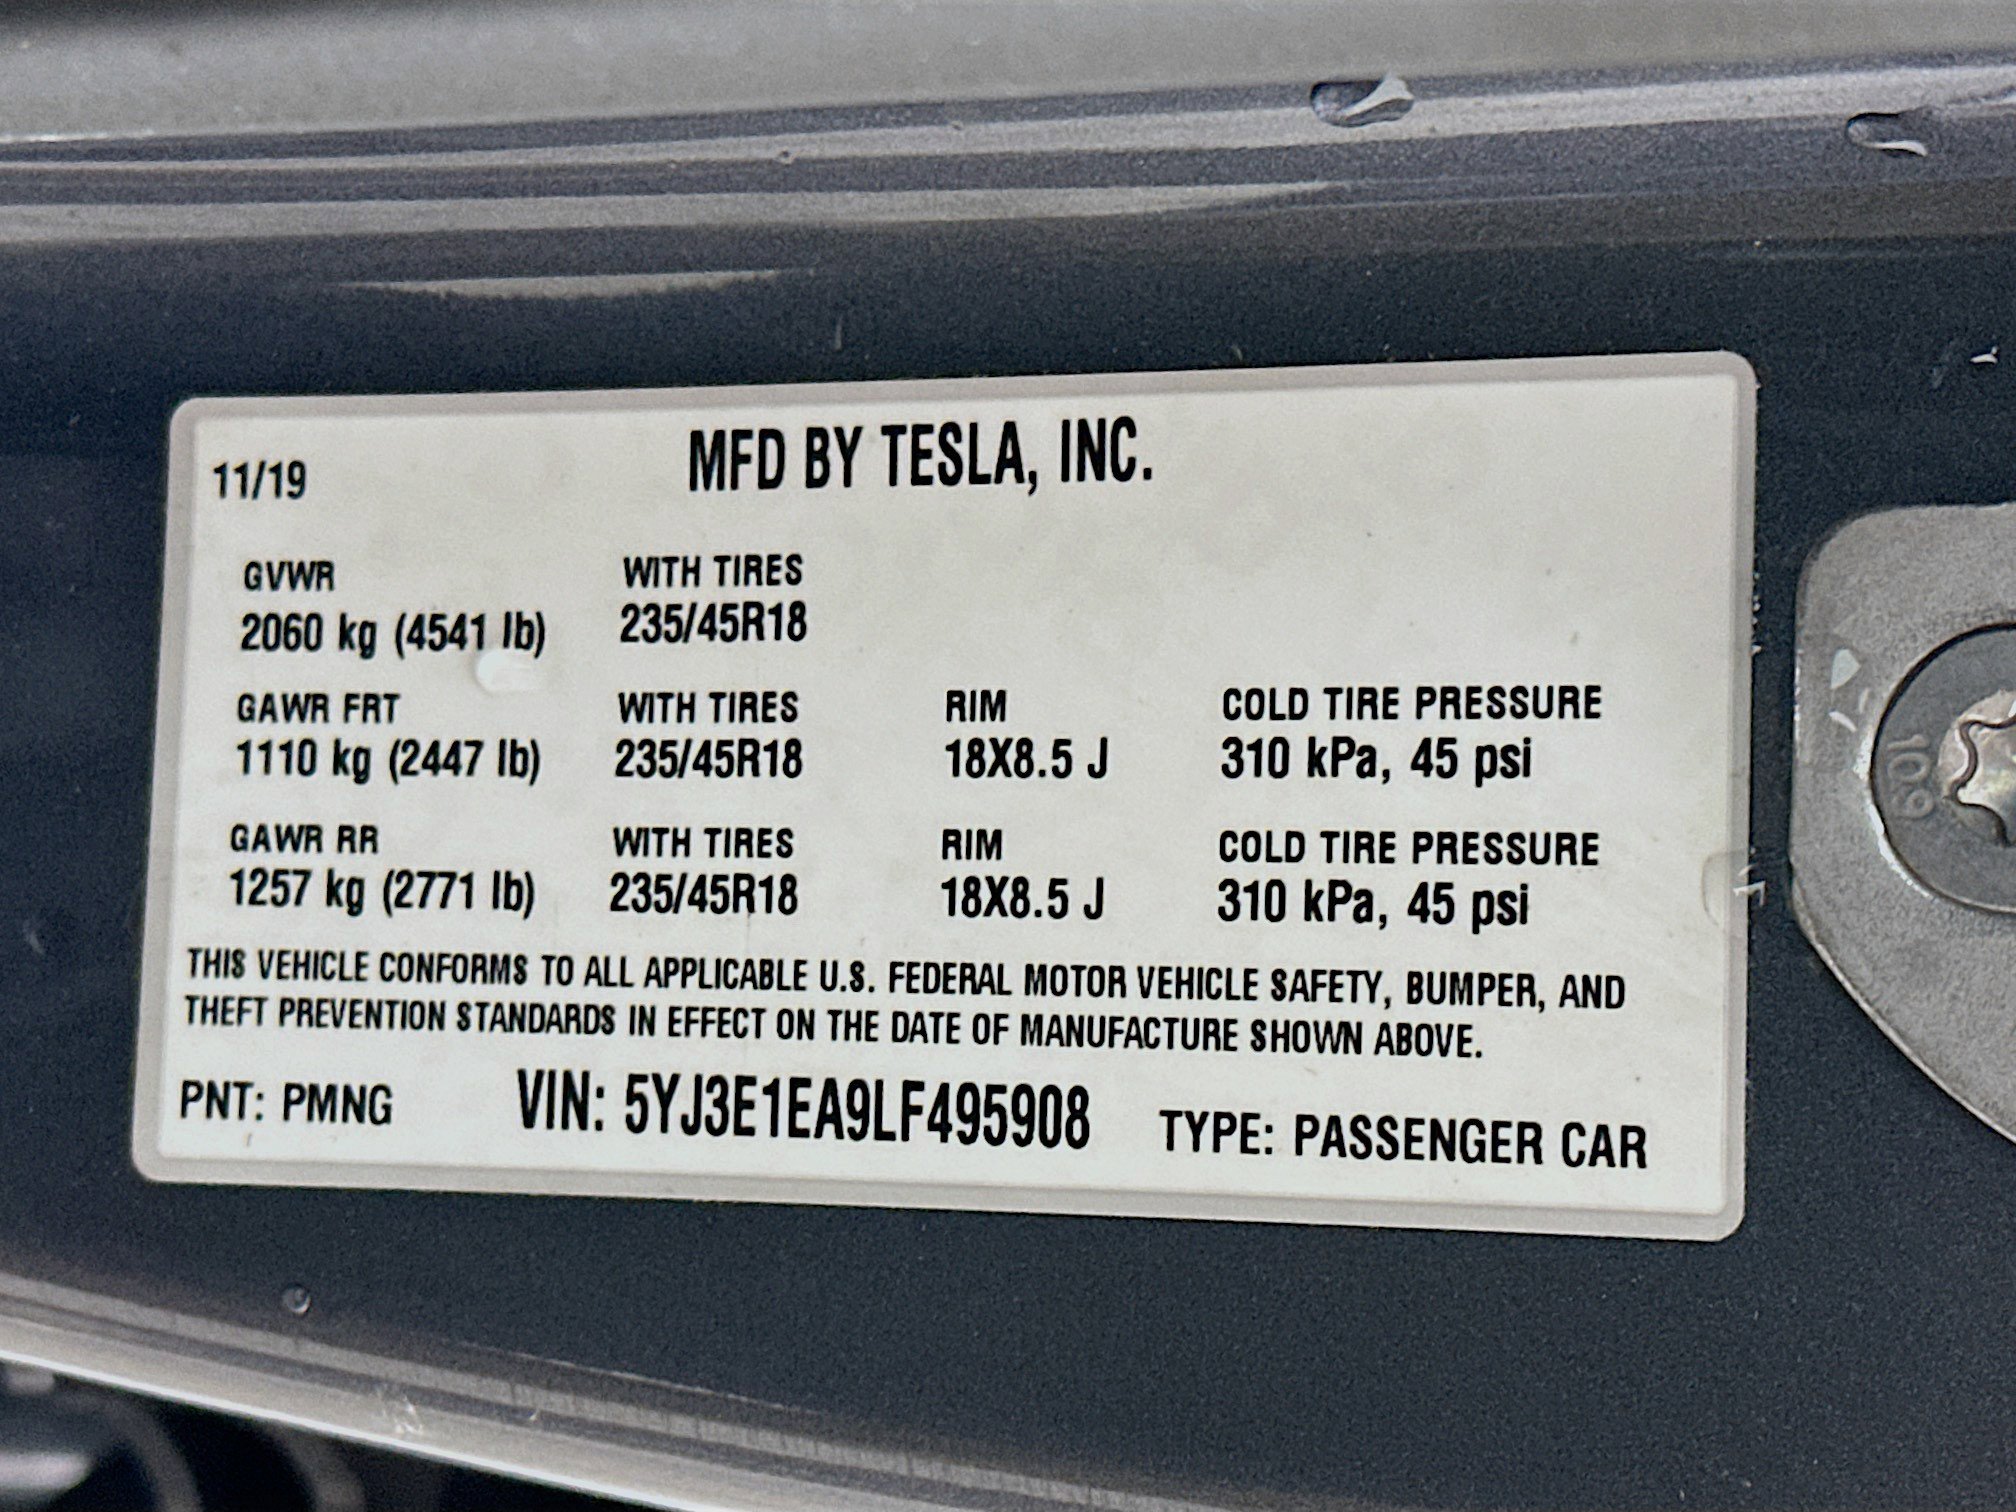 11/19 MFD BY TESLA, INC.
GVWR WITH TIRES
2060 kg (4541 lb) 235/45R18
GAWR FRT WITH TIRES RIM COLD TIRE PRESSURE
1110 kg (2447 lb) 235/45R18 18X8.5 J 310 kPa, 45 psi
GAWR RR WITH TIRES RIM COLD TIRE PRESSURE
1257 kg (2771 lb) 235/45R18 18X8.5 J 310 kPa, 45 psi
THIS VEHICLE CONFORMS TO ALL APPLICABLE U.S. FEDERAL MOTOR VEHICLE SAFETY, BUMPER, AND
THEFT PREVENTION STANDARDS IN EFFECT ON THE DATE OF MANUFACTURE SHOWN ABOVE.
PNT: PMNG VIN: 5YJ3E1EA9LF495908 TYPE: PASSENGER CAR
10.9